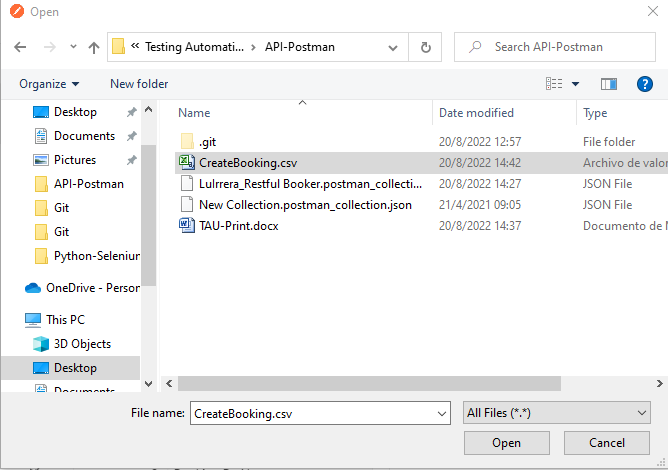 Open
Testing Automati... API-Postman
Search API-Postman
Organize New folder
Name Date modified Type
Desktop
Documents
Pictures
API-Postman
Git
Git
Python-Seleniun
OneDrive - Person
This PC
3D Objects
Desktop
.git 20/8/2022 12:57 File folder
CreateBooking.csv 20/8/2022 14:42 Archivo de valor
Lulrrera_Restful Booker.postman_collecti... 20/8/2022 14:27 JSON File
New Collection.postman_collection.json 21/4/2021 09:05 JSON File
TAU-Print.docx 20/8/2022 14:37 Documento de M
File name: CreateBooking.csv All Files (*.*)
Open Cancel